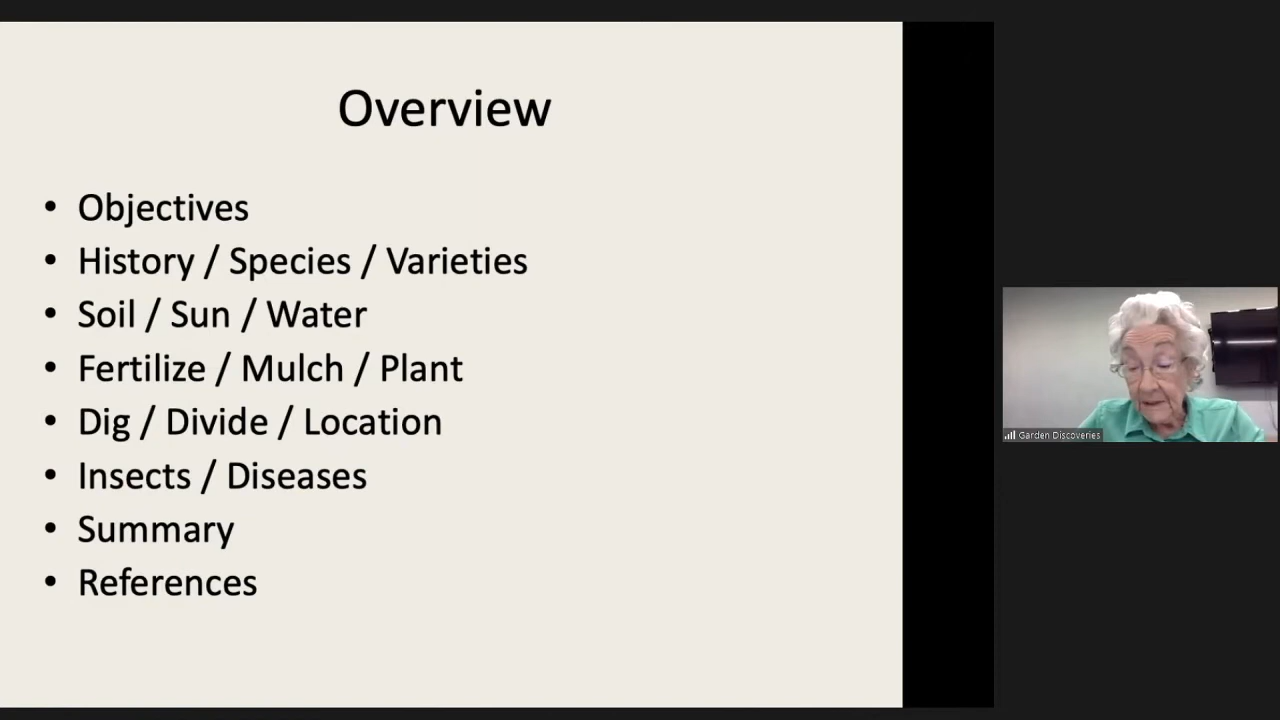 Overview
• Objectives
• History / Species / Varieties
• Soil / Sun / Water
• Fertilize / Mulch / Plant
• Dig / Divide / Location
• Insects / Diseases
• Summary
• References
Garden Discoveries